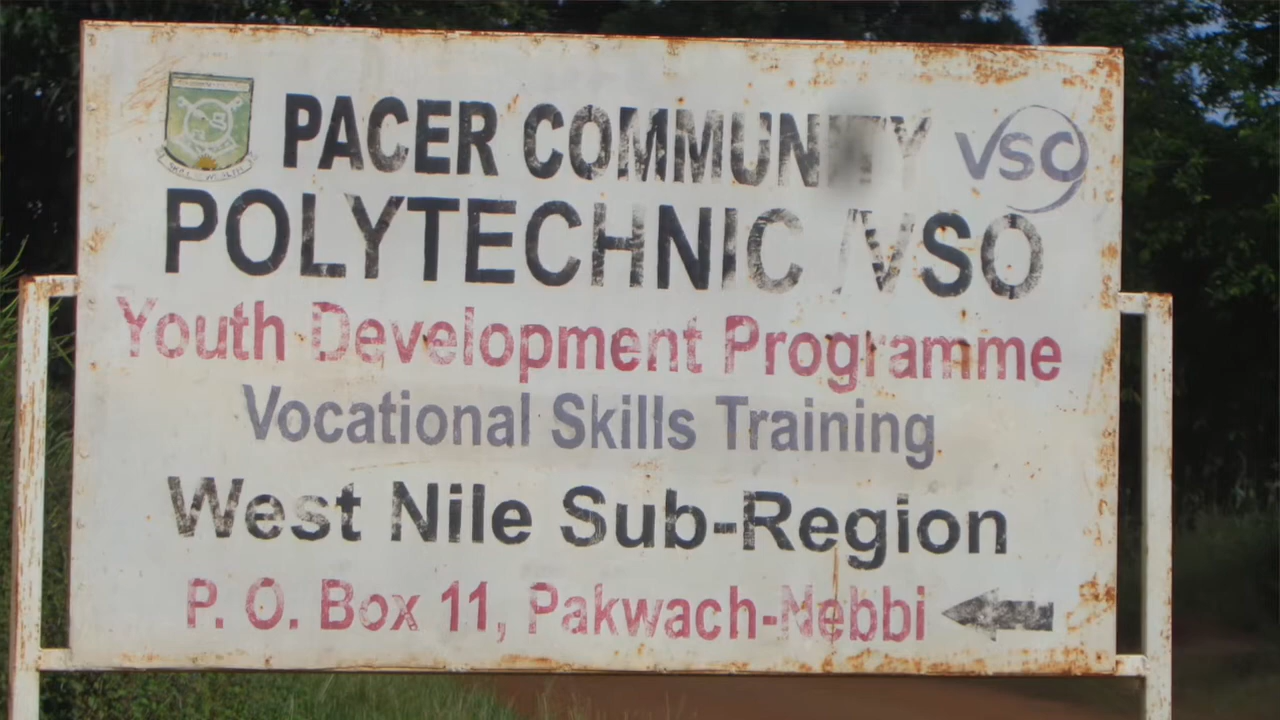 PACER COMMUNITY
VSO
POLYTECHNIC /VSO
Youth Development Programme
Vocational Skills Training
West Nile Sub-Region
P. O. Box 11, Pakwach-Nebbi